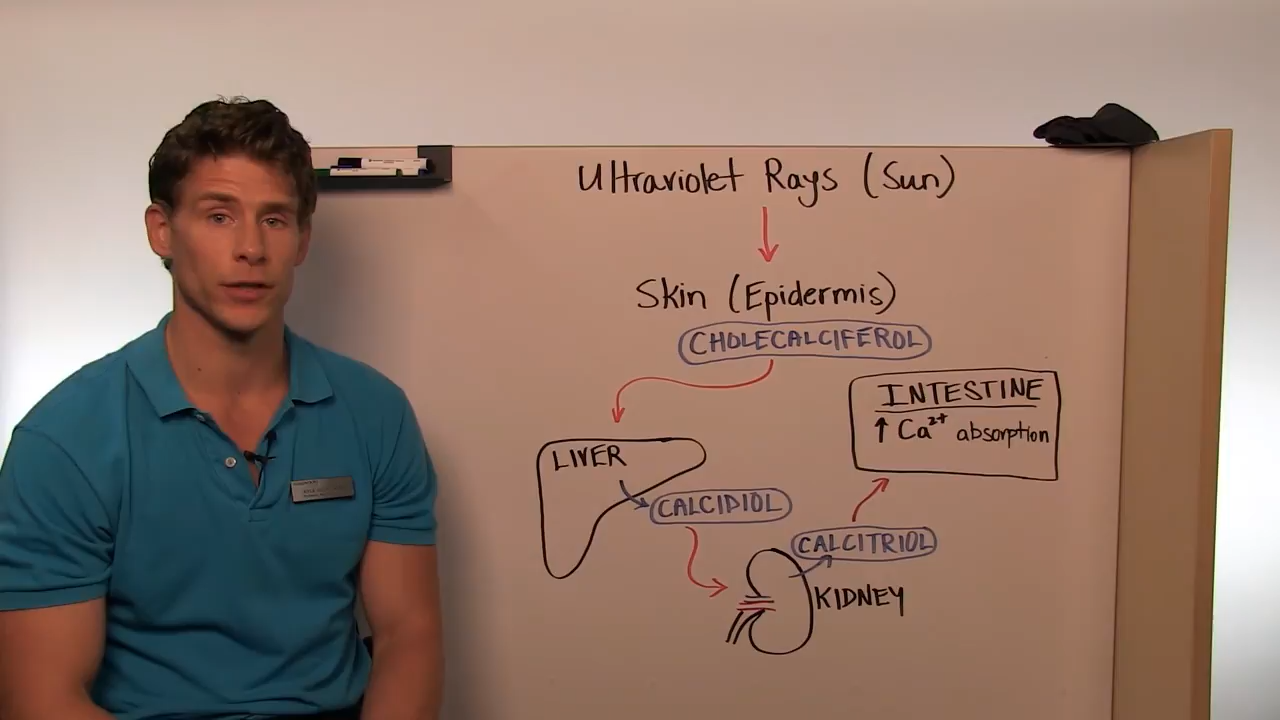 Ultraviolet Rays (Sun)
Skin (Epidermis)
CHOLECALCIFEROL
INTESTINE
↑ Ca²⁺ absorption
LIVER
CALCIDIOL
CALCITRIOL
KIDNEY